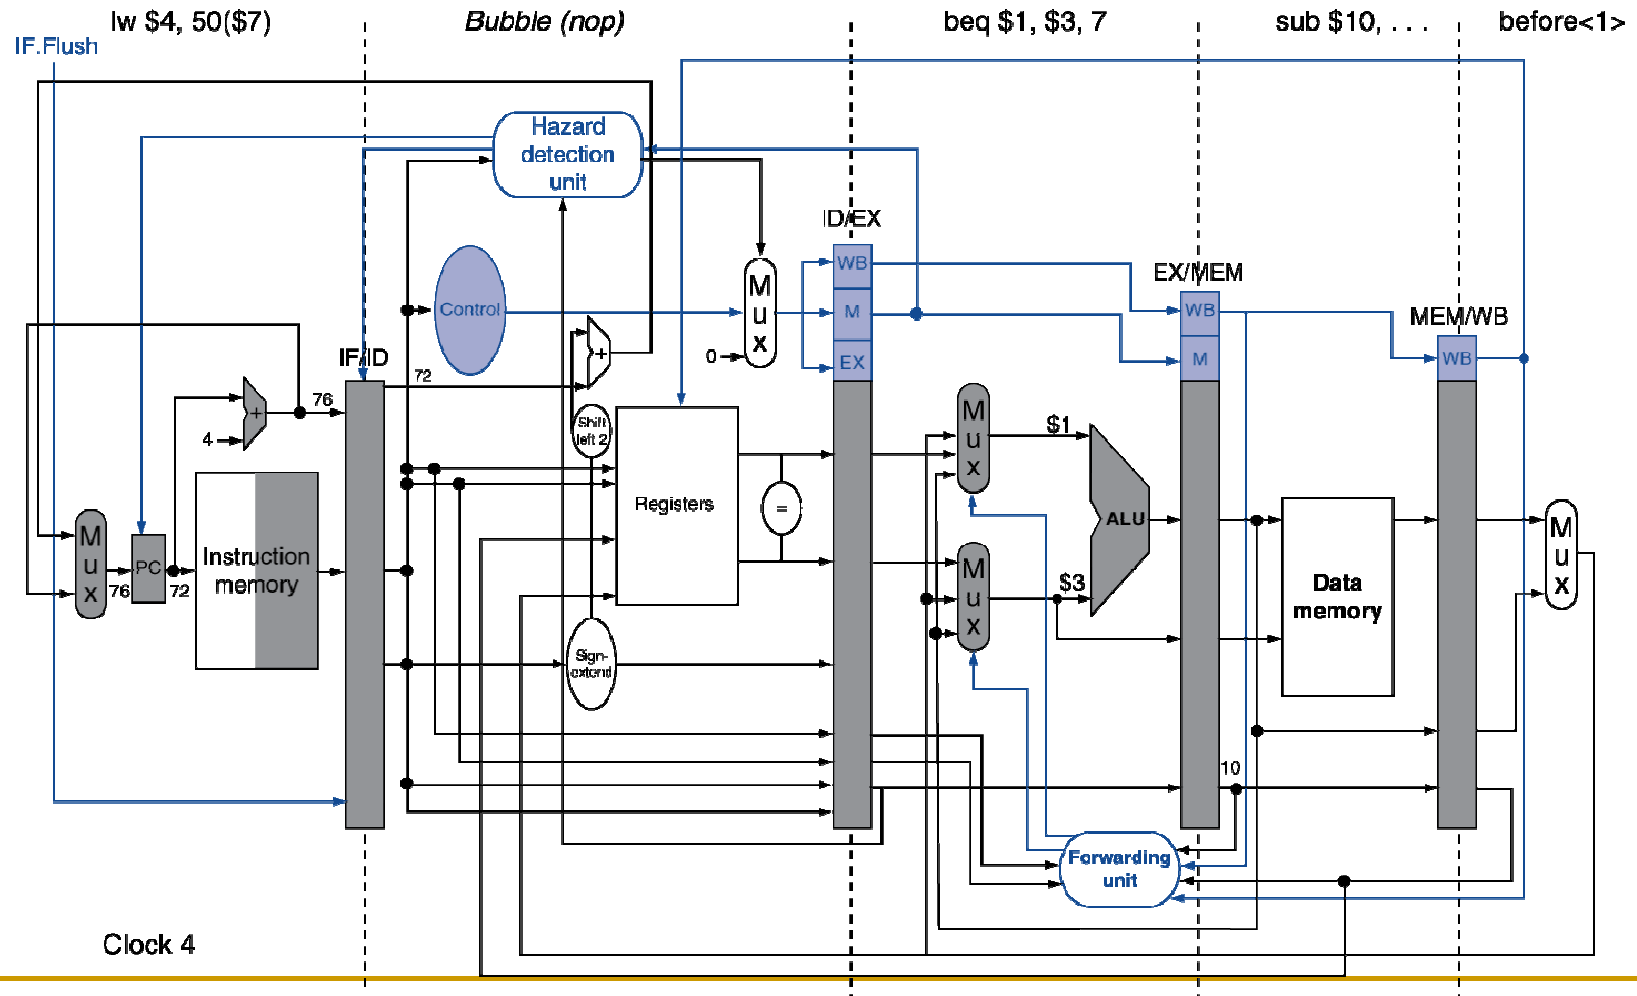 lw $4, 50($7)
Bubble (nop)
beq $1, $3, 7
sub $10, . . .
before<1>
IF.Flush
Hazard
detection
unit
ID/EX
WB
M
EX
Control
M
u
x
0
EX/MEM
WB
M
MEM/WB
WB
IF/ID
72
+
76
+
4
Shift
left 2
Registers
=
M
u
x
$1
ALU
M
u
x
$3
M
u
x
76
PC
72
Instruction
memory
Data
memory
M
u
x
Sign-
extend
10
Forwarding
unit
Clock 4